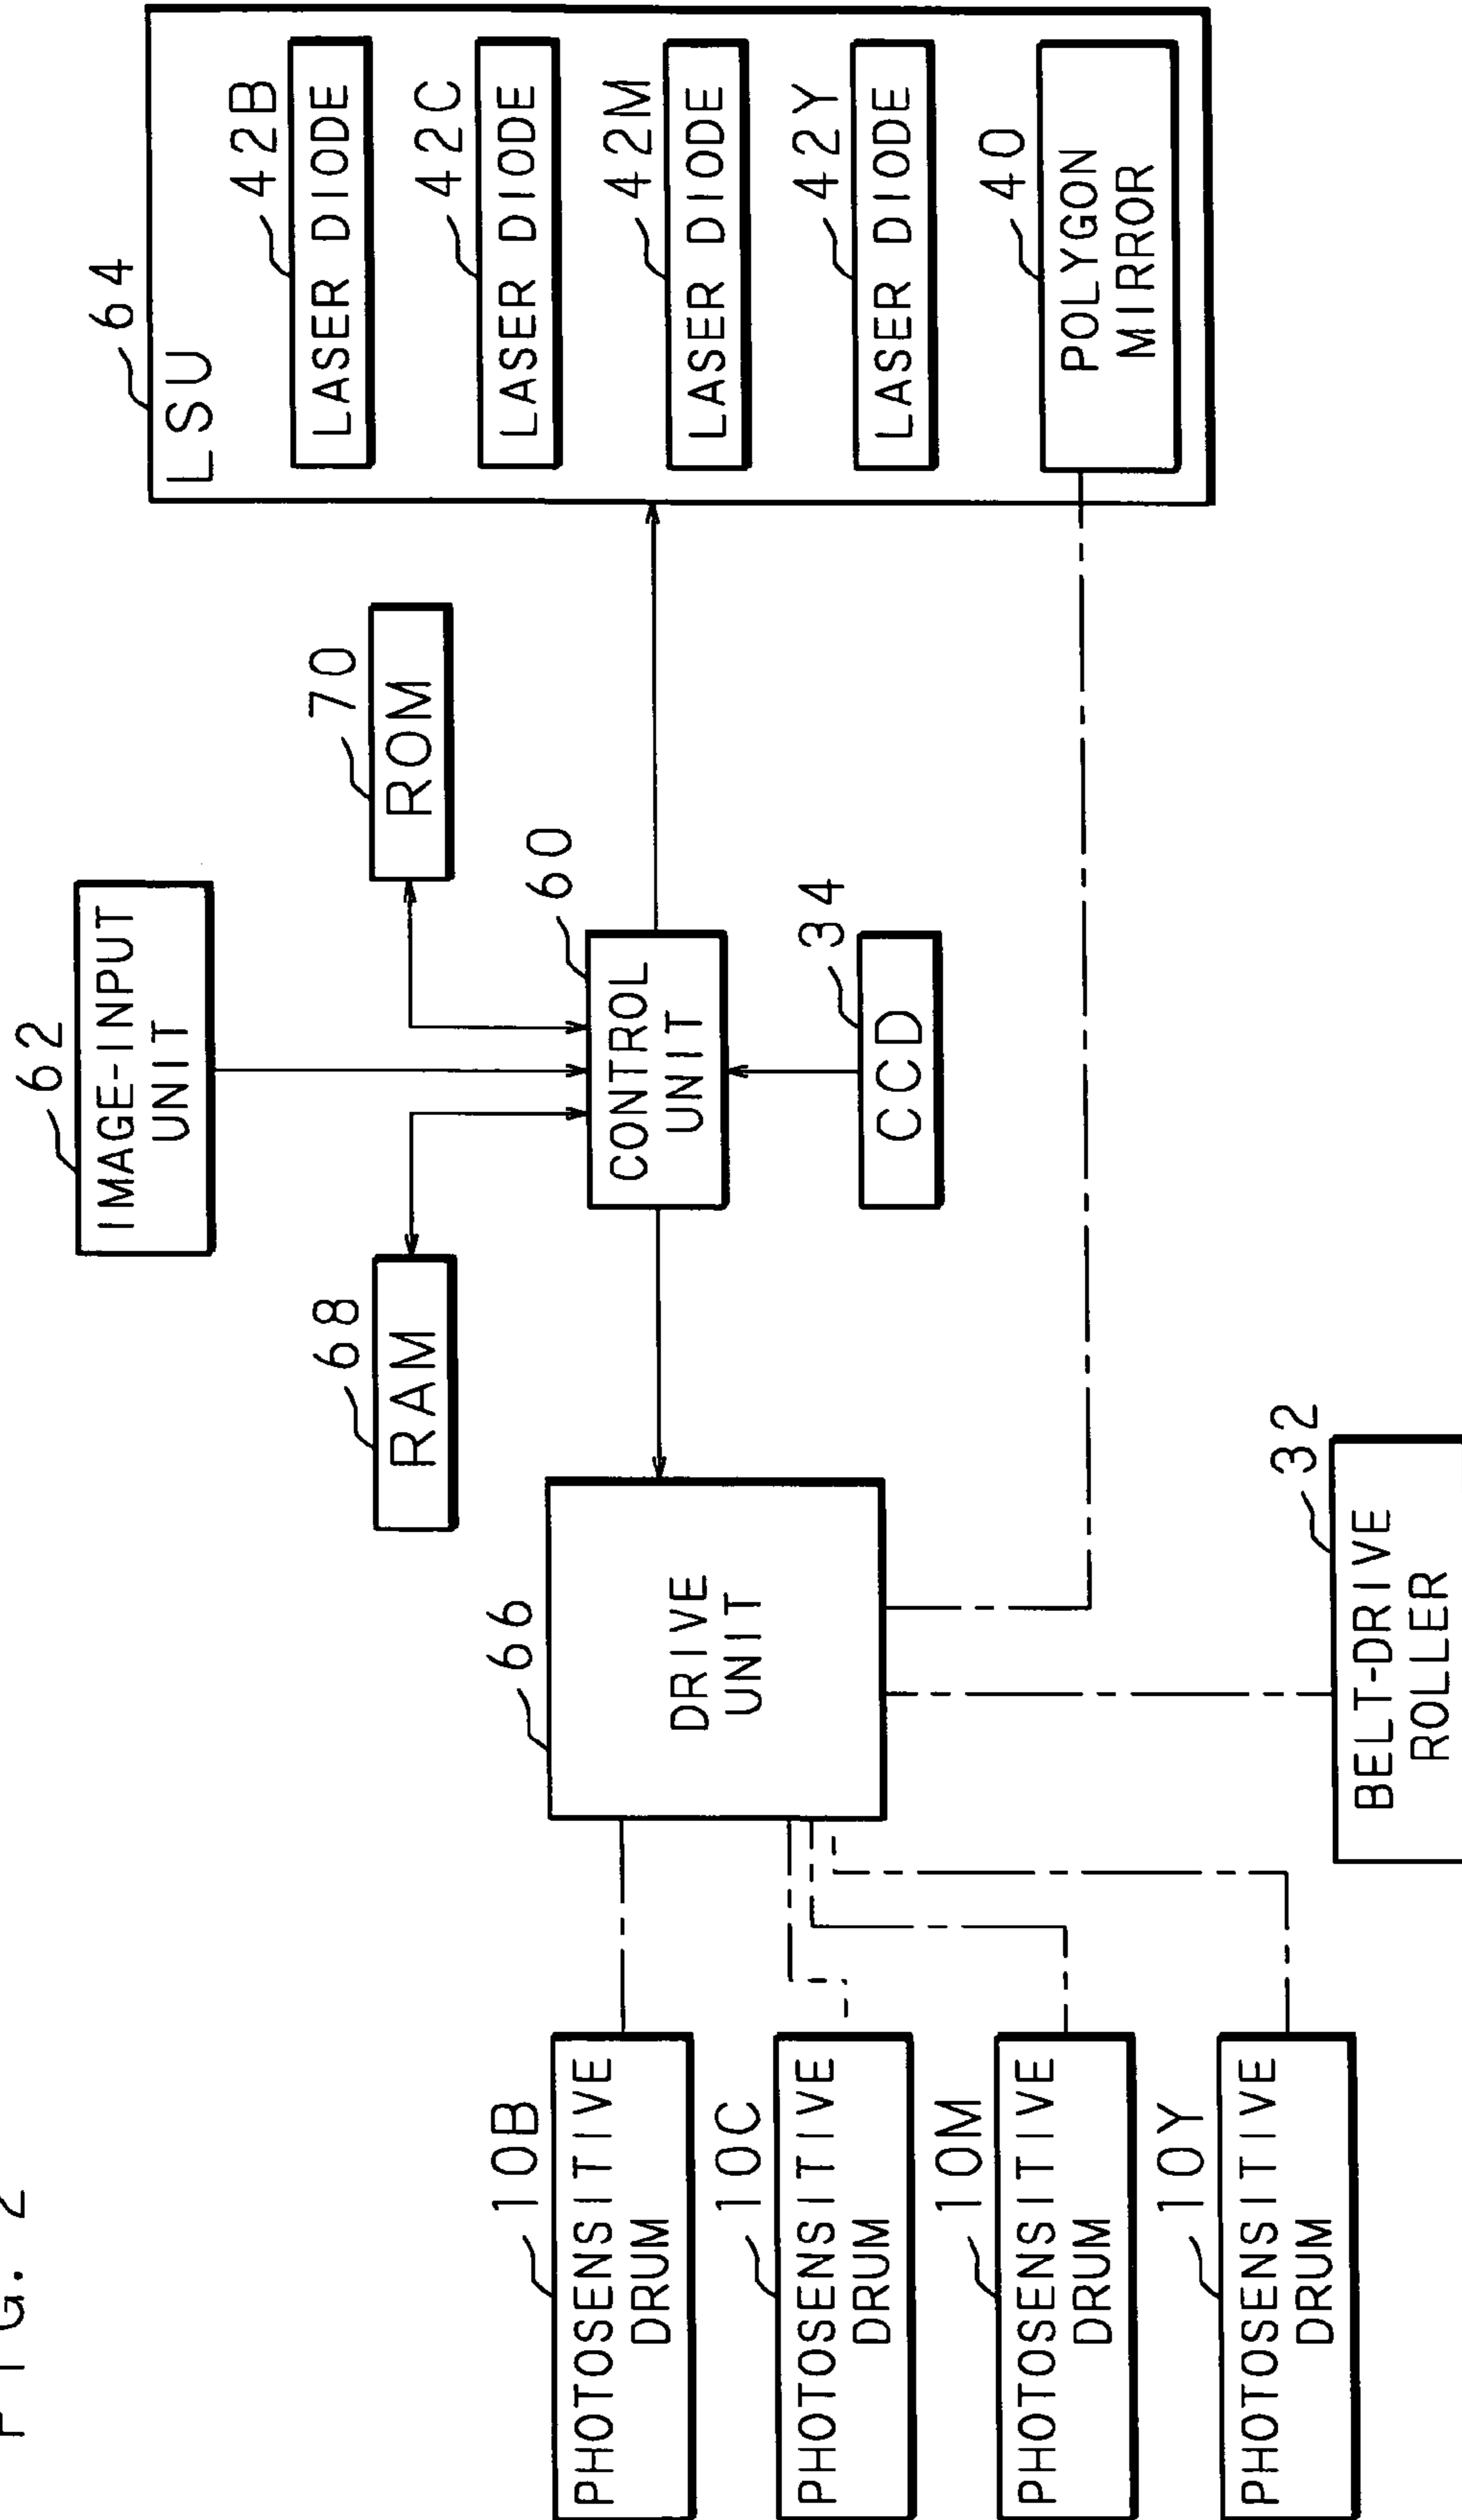 FIG. 2
62
IMAGE-INPUT
UNIT
64
LSU
42B
LASER DIODE
42C
LASER DIODE
42M
LASER DIODE
42Y
LASER DIODE
40
POLYGON
MIRROR
68
RAM
70
ROM
60
CONTROL
UNIT
34
CCD
66
DRIVE
UNIT
10B
PHOTOSENSITIVE
DRUM
10C
PHOTOSENSITIVE
DRUM
10M
PHOTOSENSITIVE
DRUM
10Y
PHOTOSENSITIVE
DRUM
32
BELT-DRIVE
ROLLER